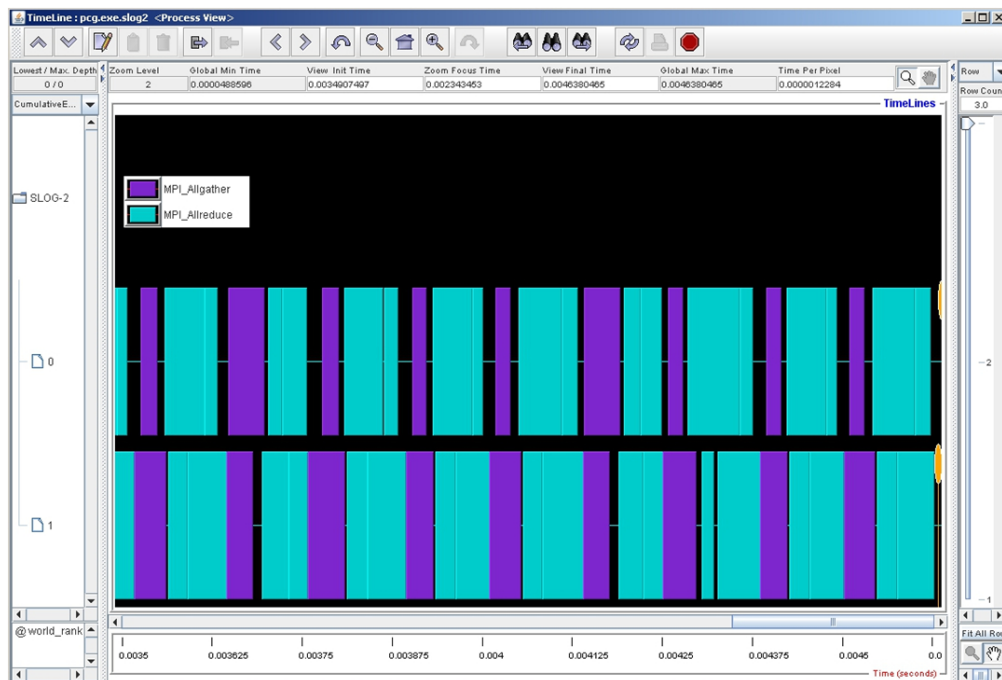 TimeLine : pcg.exe.slog2 <Process View>
Lowest / Max. Depth
0 / 0
Zoom Level
2
Global Min Time
0.0000488596
View Init Time
0.0034907497
Zoom Focus Time
0.002343453
View Final Time
0.0046380465
Global Max Time
0.0046380465
Time Per Pixel
0.0000012284
Row
Row Coun
3.0
CumulativeE...
TimeLines
SLOG-2
MPI_Allgather
MPI_Allreduce
0
1
2
1
@ world_rank
0.0035 0.003625 0.00375 0.003875 0.004 0.004125 0.00425 0.004375 0.0045 0.0
Time (seconds)
Fit All Ro